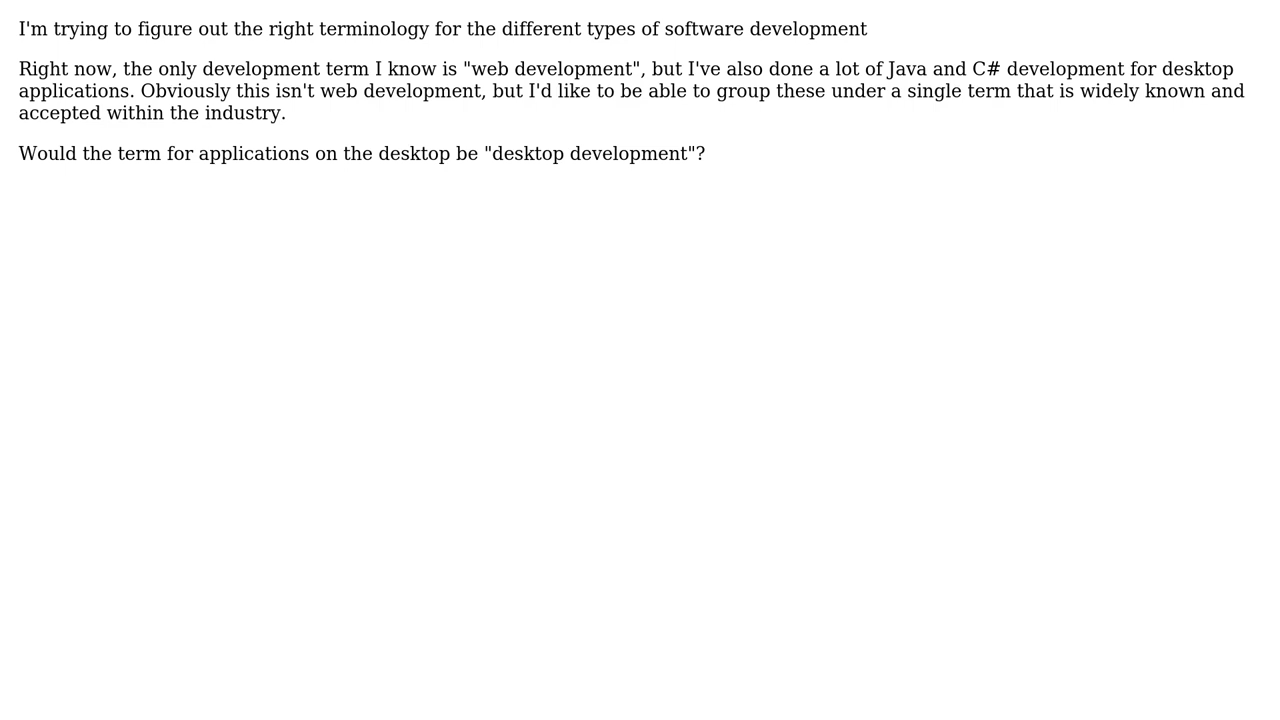 I'm trying to figure out the right terminology for the different types of software development
Right now, the only development term I know is "web development", but I've also done a lot of Java and C# development for desktop
applications. Obviously this isn't web development, but I'd like to be able to group these under a single term that is widely known and
accepted within the industry.
Would the term for applications on the desktop be "desktop development"?